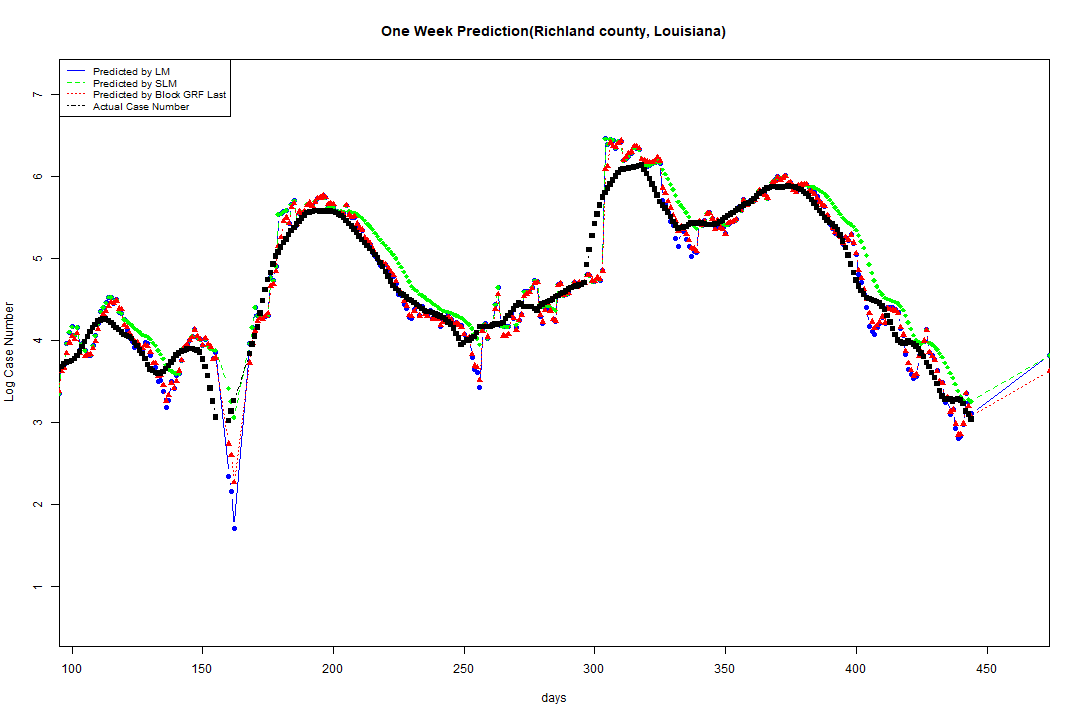 One Week Prediction(Richland county, Louisiana)
Predicted by LM
Predicted by SLM
Predicted by Block GRF Last
Actual Case Number
7
6
5
4
3
2
1
Log Case Number
100 150 200 250 300 350 400 450
days